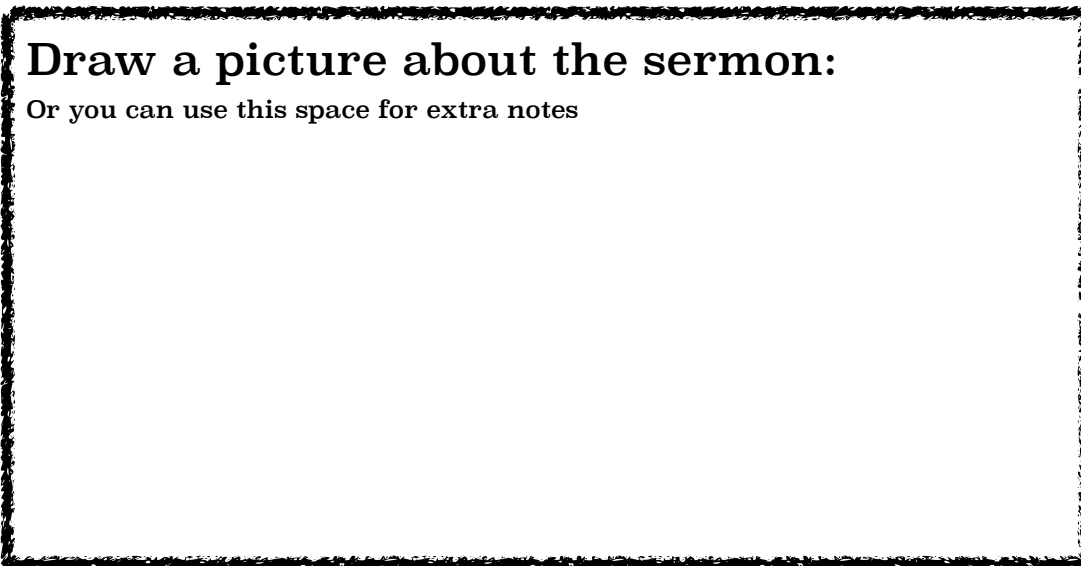 Draw a picture about the sermon:
Or you can use this space for extra notes